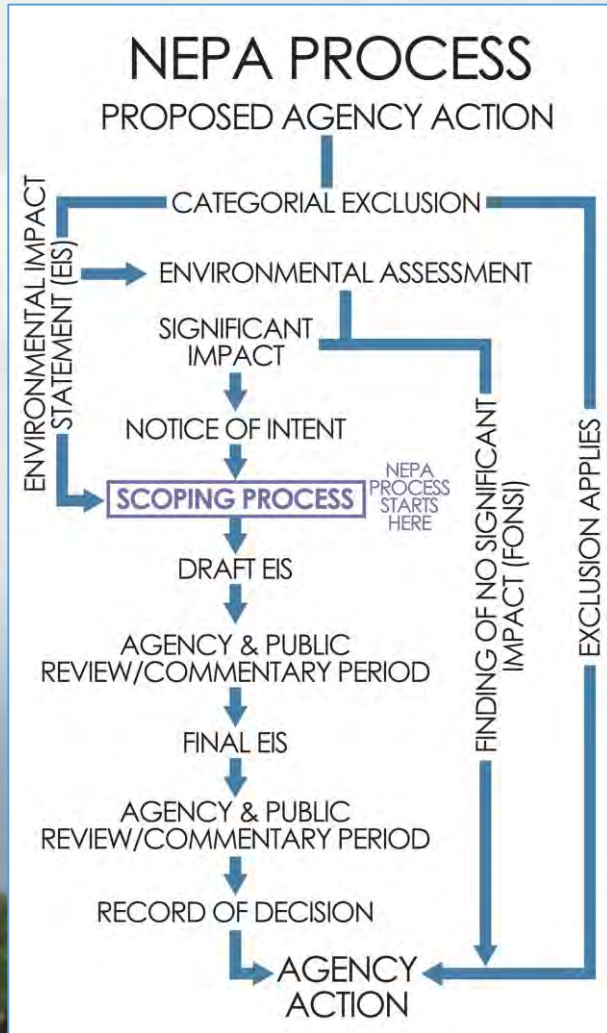 NEPA PROCESS
PROPOSED AGENCY ACTION
CATEGORIAL EXCLUSION
ENVIRONMENTAL IMPACT
STATEMENT (EIS)
ENVIRONMENTAL ASSESSMENT
SIGNIFICANT
IMPACT
NOTICE OF INTENT
SCOPING PROCESS
NEPA
PROCESS
STARTS
HERE
DRAFT EIS
AGENCY & PUBLIC
REVIEW/COMMENTARY PERIOD
FINAL EIS
AGENCY & PUBLIC
REVIEW/COMMENTARY PERIOD
RECORD OF DECISION
FINDING OF NO SIGNIFICANT
IMPACT (FONSI)
EXCLUSION APPLIES
AGENCY
ACTION